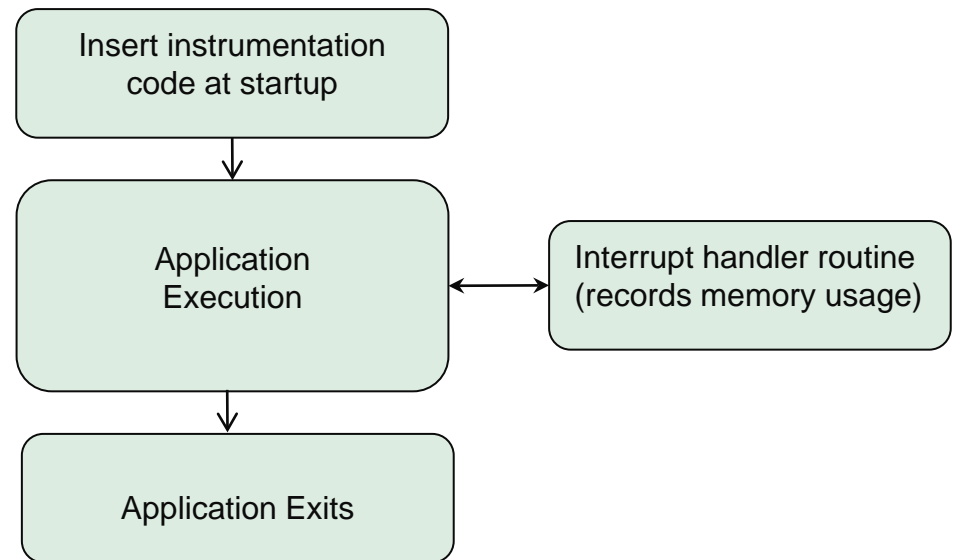 Insert instrumentation
code at startup
Application
Execution
Interrupt handler routine
(records memory usage)
Application Exits